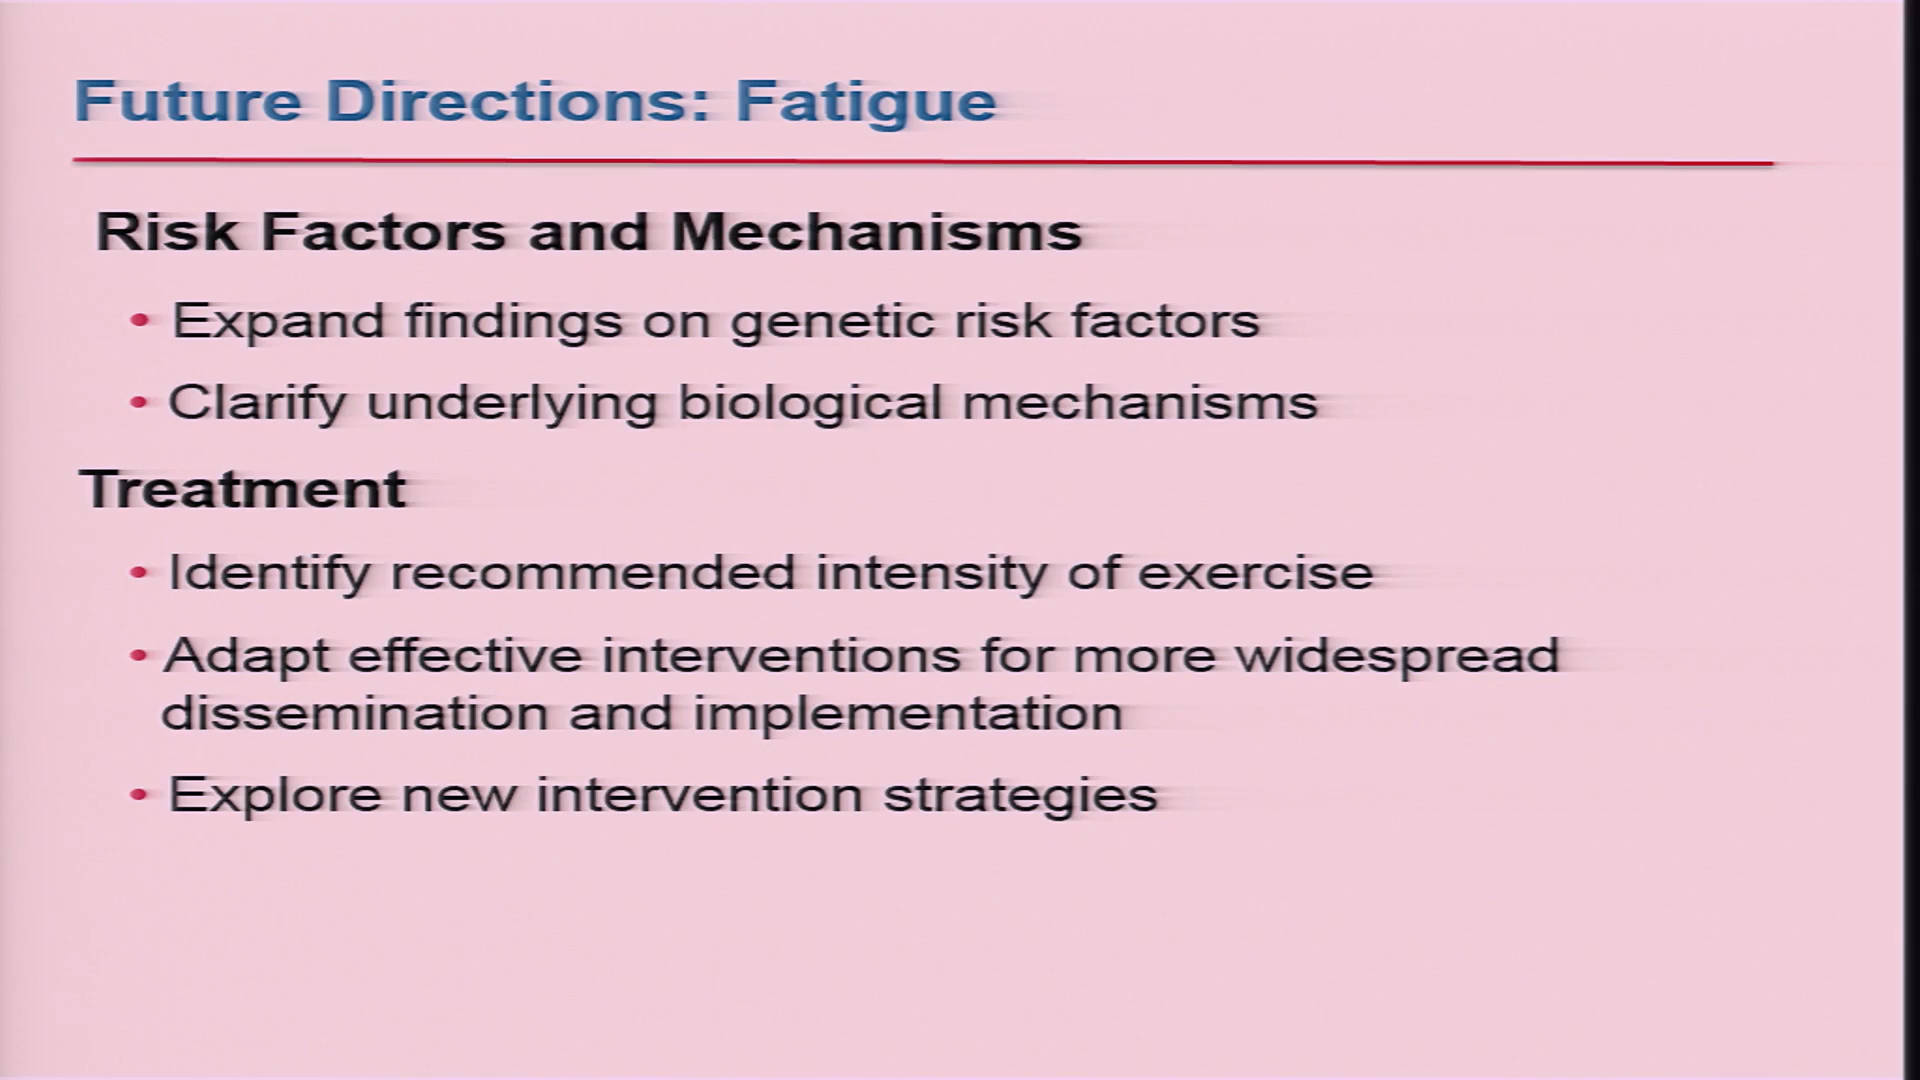 Future Directions: Fatigue
Risk Factors and Mechanisms
• Expand findings on genetic risk factors
• Clarify underlying biological mechanisms
Treatment
• Identify recommended intensity of exercise
• Adapt effective interventions for more widespread
dissemination and implementation
• Explore new intervention strategies